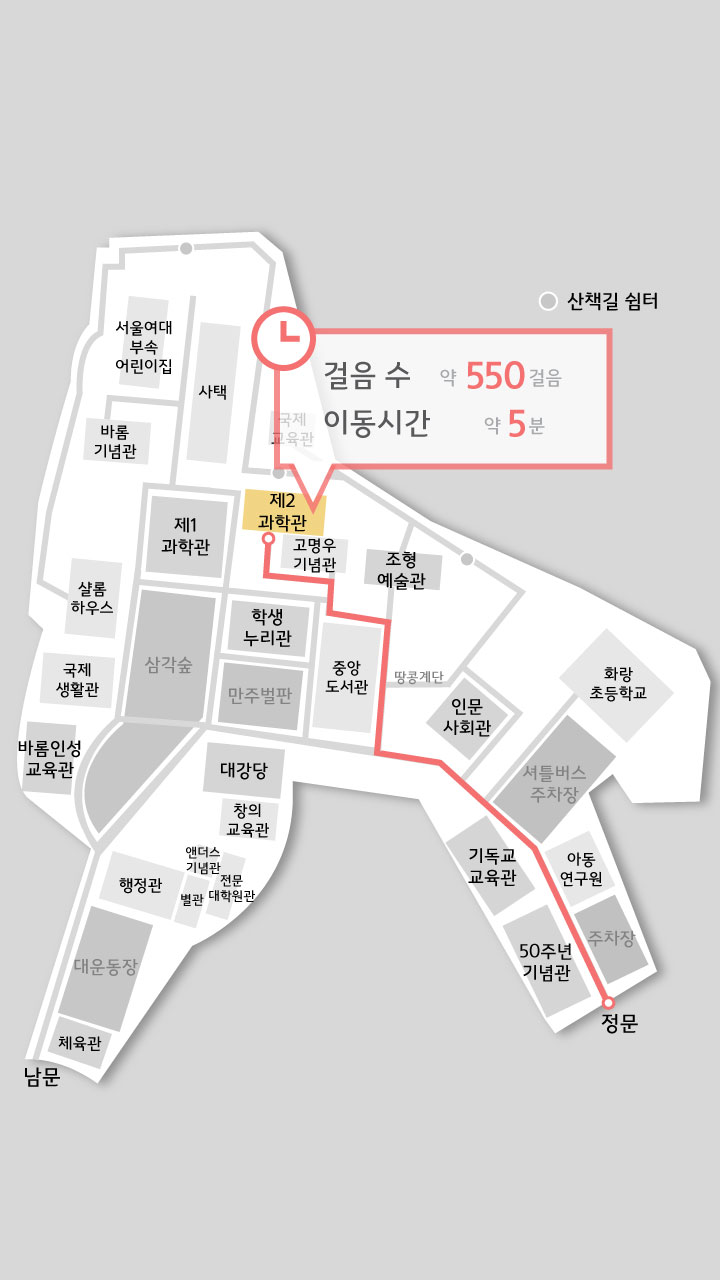 산책길 쉼터
걸음 수 약 550 걸음
이동시간 약 5 분
서울여대
부속
어린이집
사택
국제
교육관
바롬
기념관
제2
과학관
제1
과학관
고명우
기념관
조형
예술관
샬롬
하우스
학생
누리관
삼각숲
중앙
도서관
국제
생활관
만주벌판
땅콩계단
화랑
초등학교
인문
사회관
바롬인성
교육관
대강당
셔틀버스
주차장
창의
교육관
앤더스
기념관
기독교
교육관
아동
연구원
행정관
별관
전문
대학원관
50주년
기념관
주차장
대운동장
정문
체육관
남문